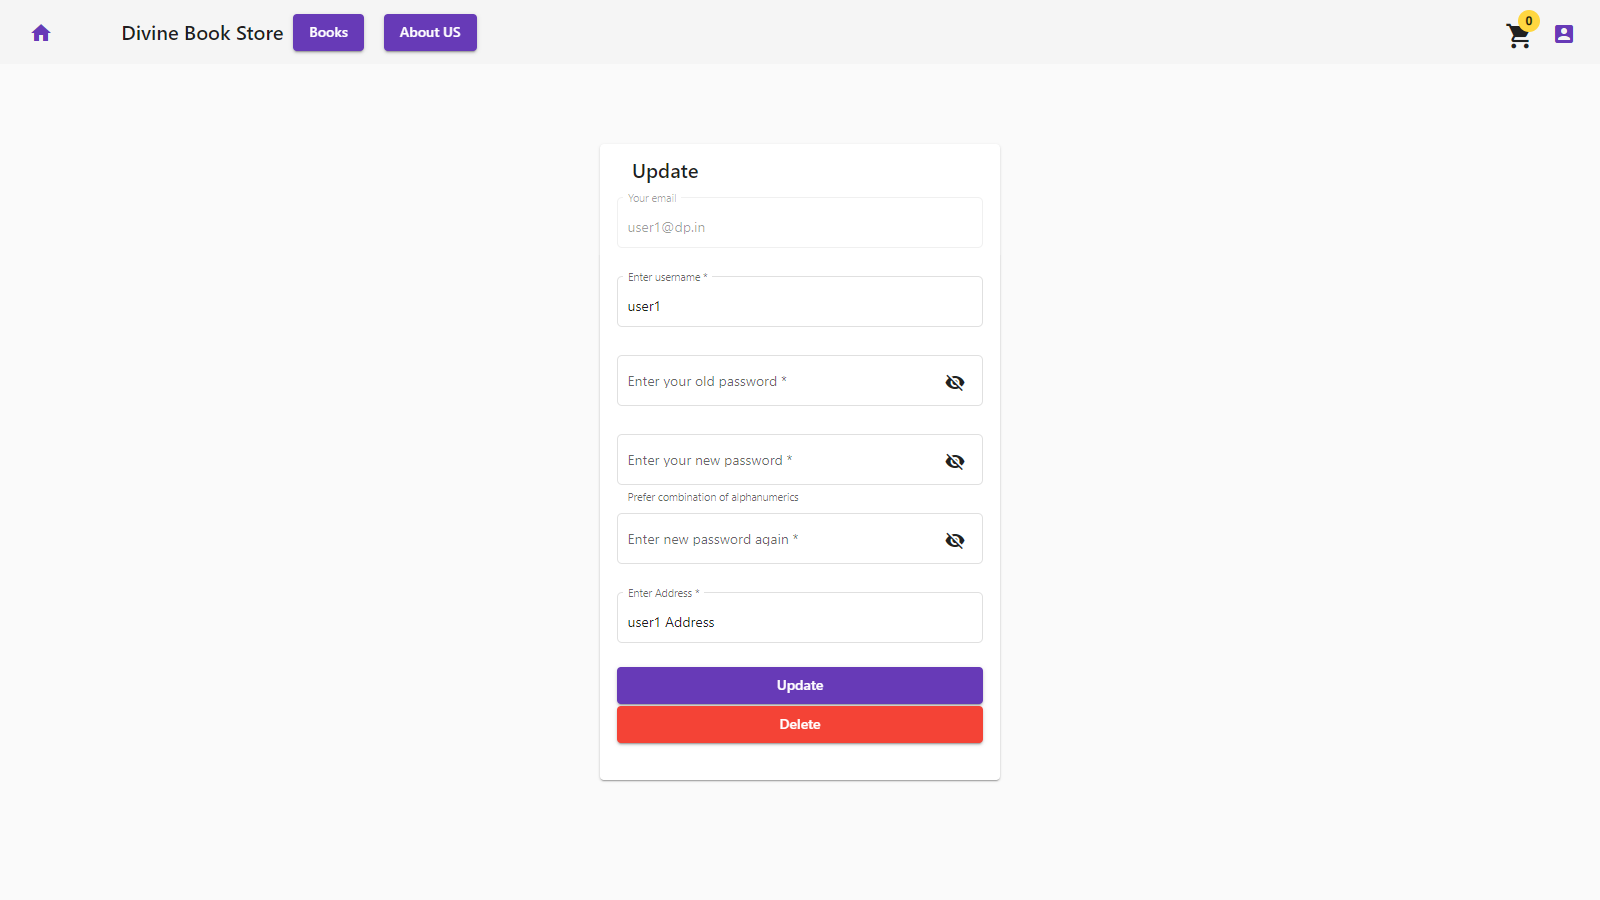 Divine Book Store Books About US 0
Update
Your email
user1@dp.in
Enter username *
user1
Enter your old password *
Enter your new password *
Prefer combination of alphanumerics
Enter new password again *
Enter Address *
user1 Address
Update
Delete